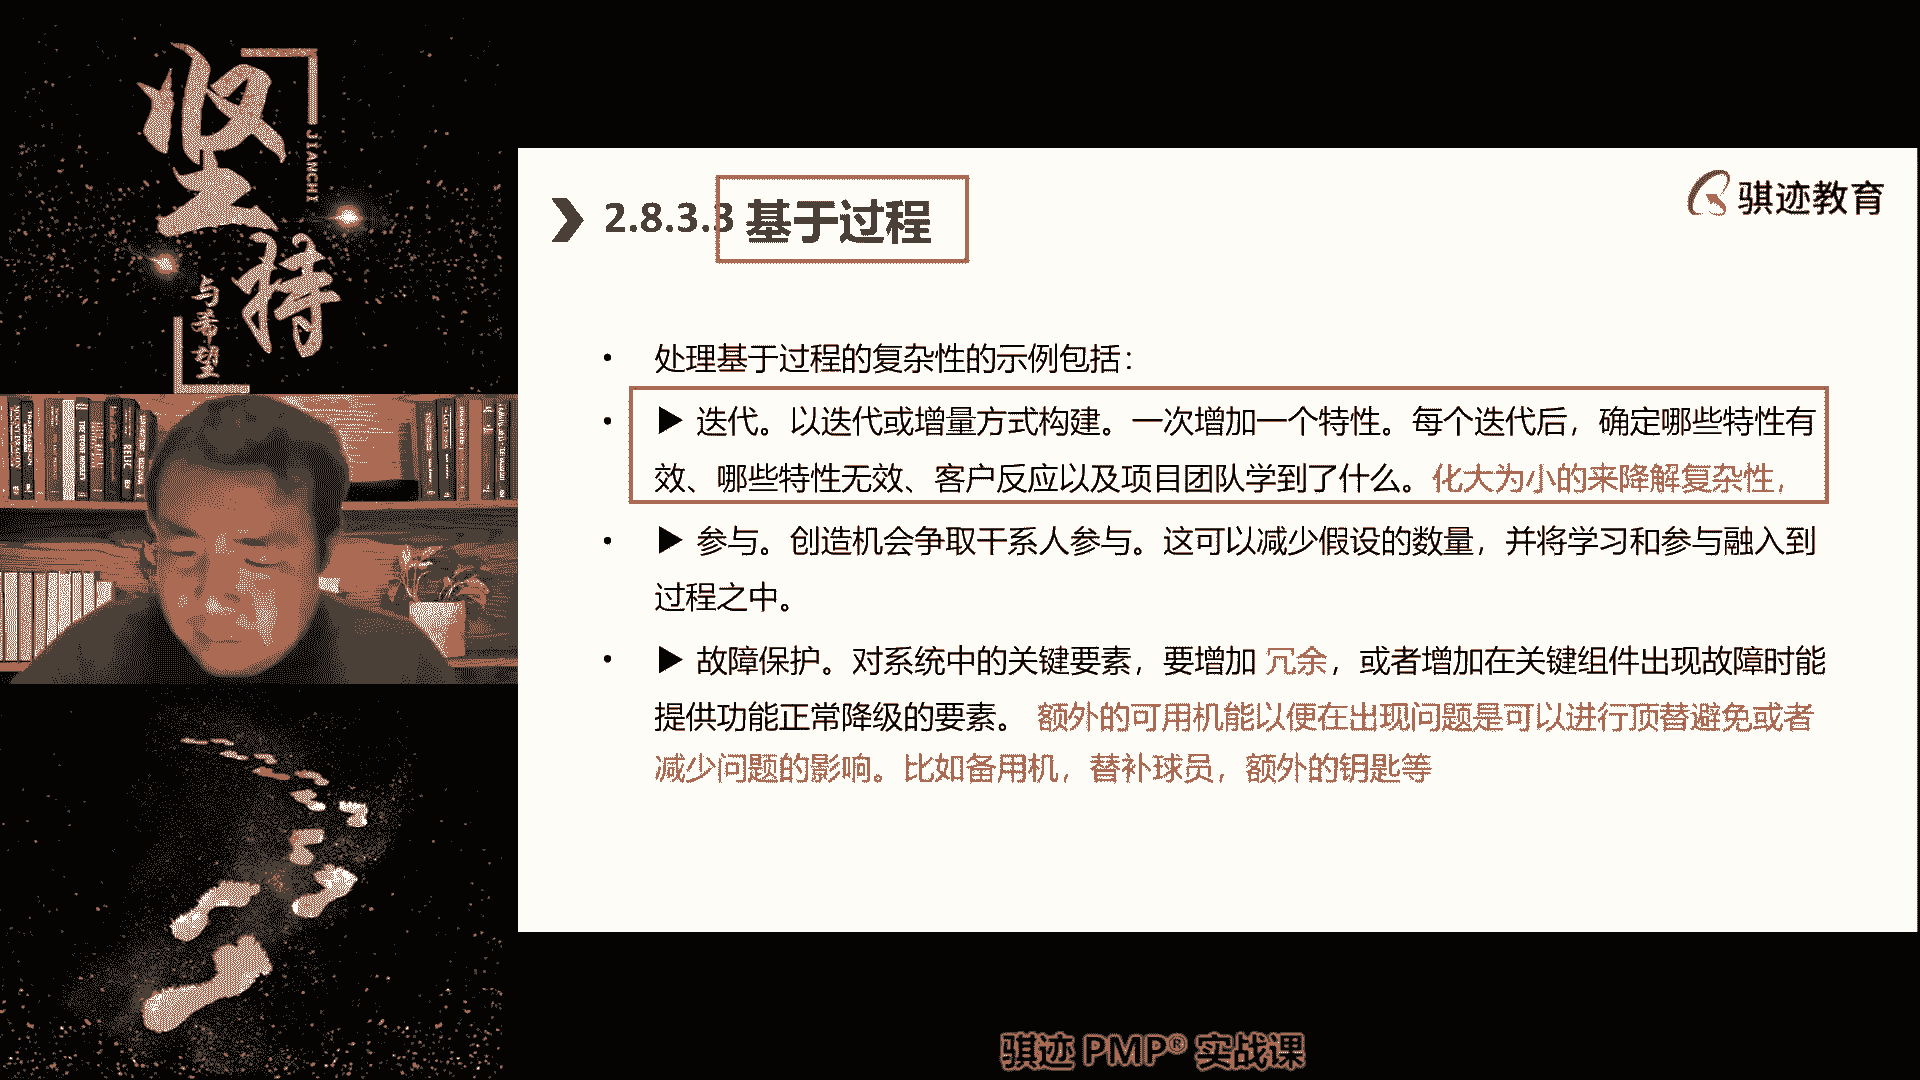 坚持
JIANCHI
与希望
2.8.3.3 基于过程
骐迹教育
• 处理基于过程的复杂性的示例包括：
• ▶ 迭代。以迭代或增量方式构建。一次增加一个特性。每个迭代后，确定哪些特性有
效、哪些特性无效、客户反应以及项目团队学到了什么。化大为小的来降解复杂性，
• ▶ 参与。创造机会争取干系人参与。这可以减少假设的数量，并将学习和参与融入到
过程之中。
• ▶ 故障保护。对系统中的关键要素，要增加 冗余，或者增加在关键组件出现故障时能
提供功能正常降级的要素。 额外的可用机能以便在出现问题是可以进行顶替避免或者
减少问题的影响。比如备用机，替补球员，额外的钥匙等
骐迹 PMP® 实战课